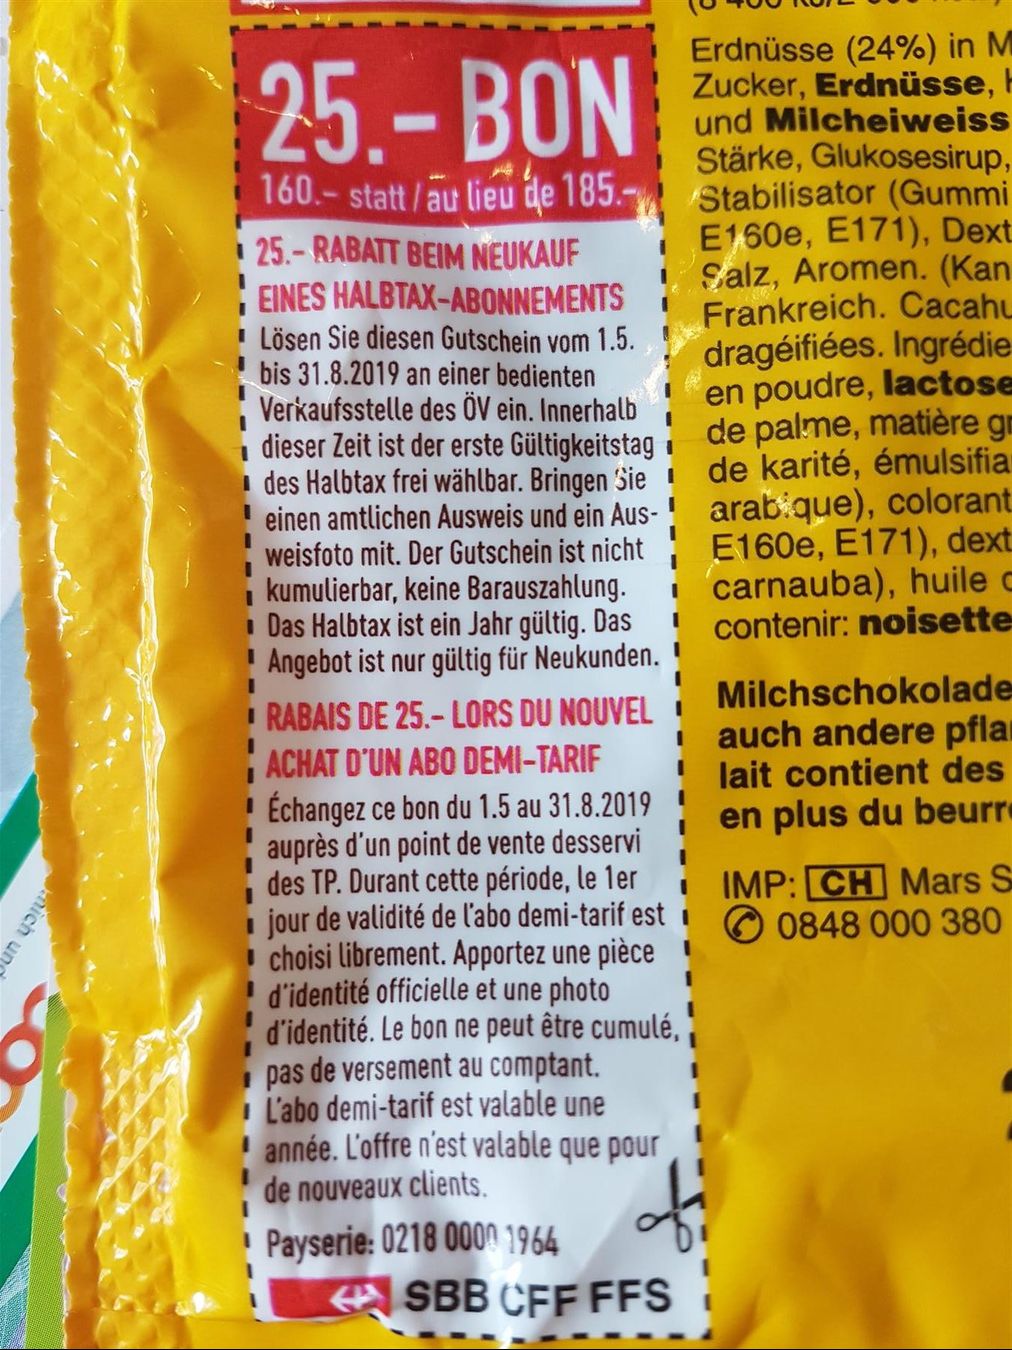 25.- BON
160.- statt / au lieu de 185.-
25.- RABATT BEIM NEUKAUF
EINES HALBTAX-ABONNEMENTS
Lösen Sie diesen Gutschein vom 1.5.
bis 31.8.2019 an einer bedienten
Verkaufsstelle des ÖV ein. Innerhalb
dieser Zeit ist der erste Gültigkeitstag
des Halbtax frei wählbar. Bringen Sie
einen amtlichen Ausweis und ein Aus-
weisfoto mit. Der Gutschein ist nicht
kumulierbar, keine Barauszahlung.
Das Halbtax ist ein Jahr gültig. Das
Angebot ist nur gültig für Neukunden.
RABAIS DE 25.- LORS DU NOUVEL
ACHAT D'UN ABO DEMI-TARIF
Échangez ce bon du 1.5 au 31.8.2019
auprès d'un point de vente desservi
des TP. Durant cette période, le 1er
jour de validité de l'abo demi-tarif est
choisi librement. Apportez une pièce
d'identité officielle et une photo
d'identité. Le bon ne peut être cumulé,
pas de versement au comptant.
L'abo demi-tarif est valable une
année. L'offre n'est valable que pour
de nouveaux clients.
Payserie: 0218 0000 1964
SBB CFF FFS
Erdnüsse (24%) in
Zucker, Erdnüsse,
und Milcheiweiss
Stärke, Glukosesirup,
Stabilisator (Gummi
E160e, E171), Dext
Salz, Aromen. (Kan
Frankreich. Cacahu
dragéifiées. Ingrédie
en poudre, lactose
de palme, matière gr
de karité, émulsifia
arabique), colorant
E160e, E171), dext
carnauba), huile
contenir: noisette
Milchschokolade
auch andere pfla
lait contient des
en plus du beurr
IMP: CH Mars S
0848 000 380